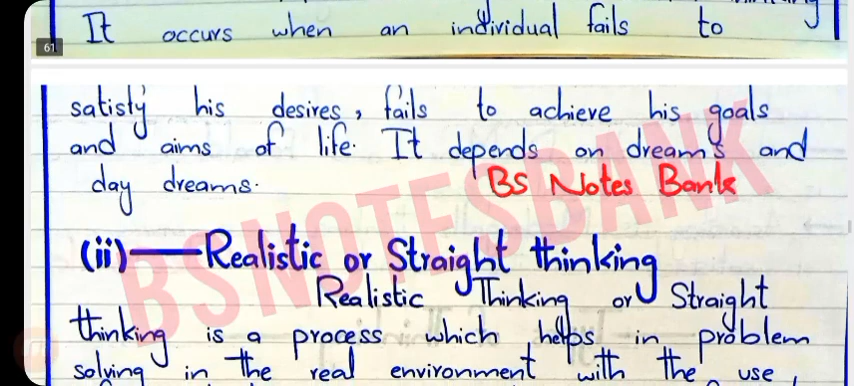 It occurs when an individual fails to
61
satisfy his desires, fails to achieve his goals
and aims of life. It depends on dreams and
day dreams.
BS Notes Bank
BSNOTESBANK
(ii)—Realistic or Straight thinking
Realistic Thinking or Straight
thinking is a process which helps in problem
solving in the real environment with the use